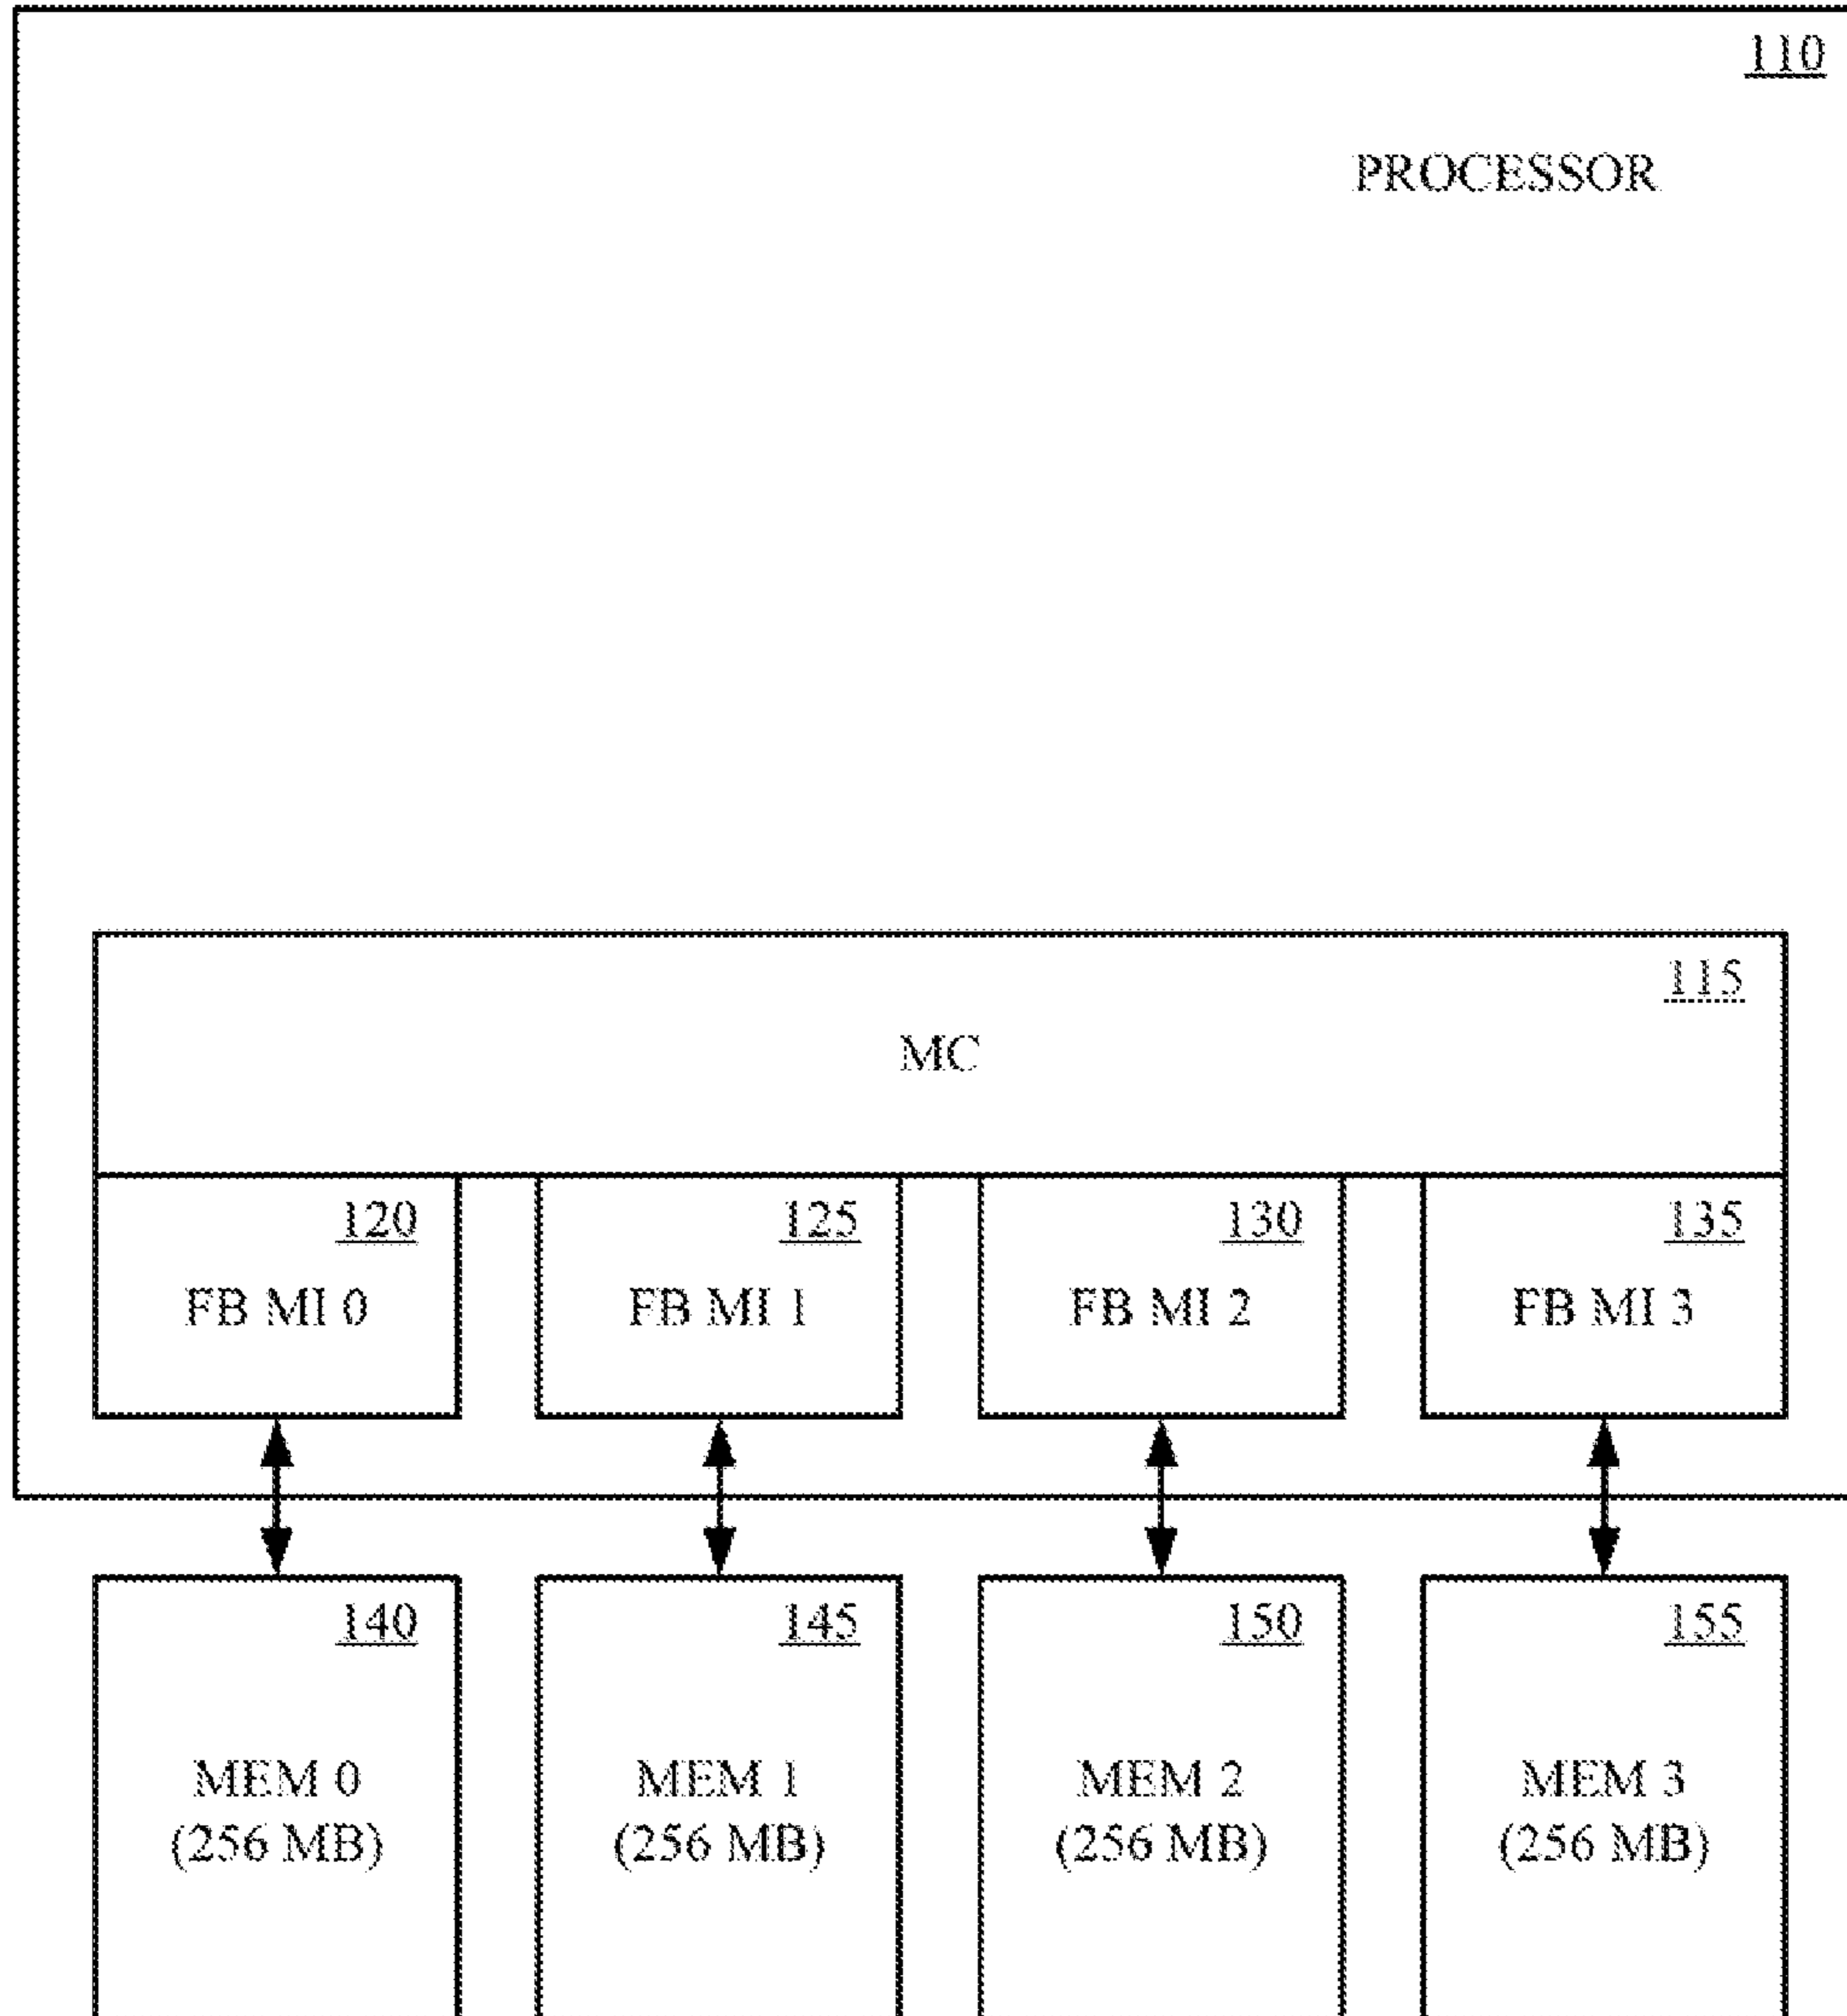 110
PROCESSOR
115
MC
120 125 130 135
FB MI 0 FB MI 1 FB MI 2 FB MI 3
140 145 150 155
MEM 0 MEM 1 MEM 2 MEM 3
(256 MB) (256 MB) (256 MB) (256 MB)